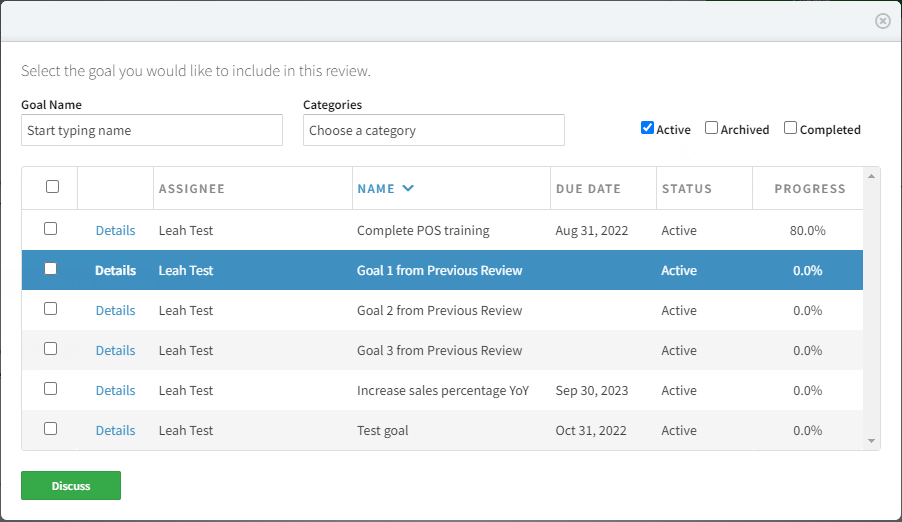 Select the goal you would like to include in this review.
Goal Name Categories
Start typing name Choose a category Active Archived Completed
ASSIGNEE NAME DUE DATE STATUS PROGRESS
Details Leah Test Complete POS training Aug 31, 2022 Active 80.0%
Details Leah Test Goal 1 from Previous Review Active 0.0%
Details Leah Test Goal 2 from Previous Review Active 0.0%
Details Leah Test Goal 3 from Previous Review Active 0.0%
Details Leah Test Increase sales percentage YoY Sep 30, 2023 Active 0.0%
Details Leah Test Test goal Oct 31, 2022 Active 0.0%
Discuss